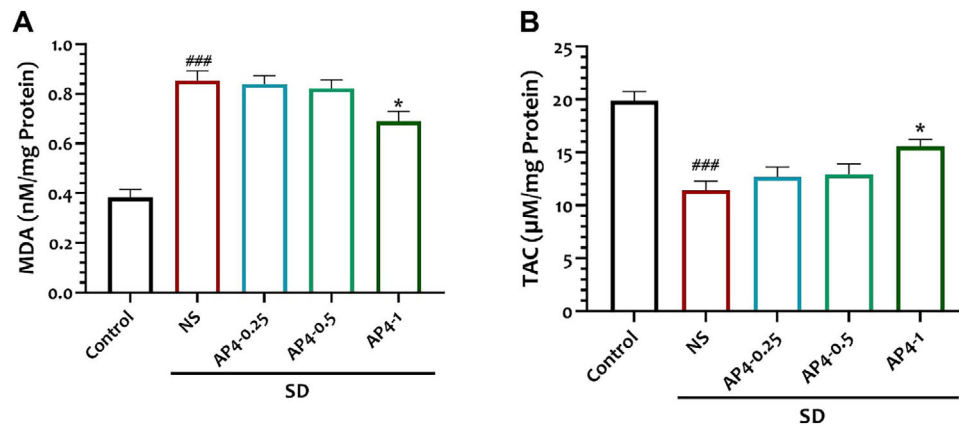 A
MDA (nM/mg Protein)
1.0
0.8
0.6
0.4
0.2
0.0
###
*
Control
NS
AP4-0.25
AP4-0.5
AP4-1
SD
B
TAC (µM/mg Protein)
25
20
15
10
5
0
###
*
Control
NS
AP4-0.25
AP4-0.5
AP4-1
SD